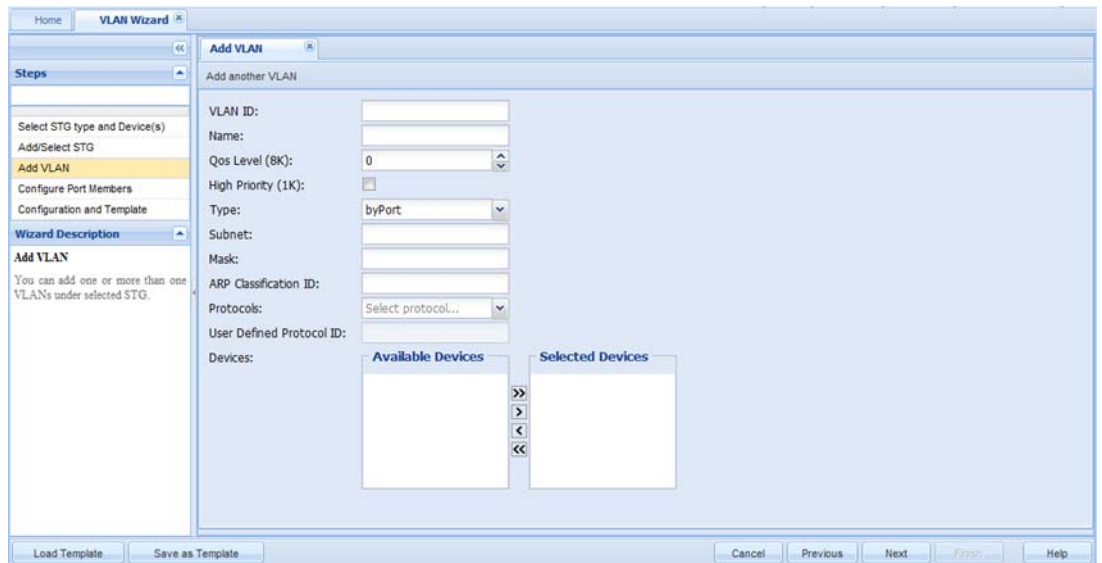 Home
VLAN Wizard
Steps
Select STG type and Device(s)
Add/Select STG
Add VLAN
Configure Port Members
Configuration and Template
Wizard Description
Add VLAN
You can add one or more than one
VLANs under selected STG.
Add VLAN
Add another VLAN
VLAN ID:
Name:
Qos Level (8K): 0
High Priority (1K):
Type: byPort
Subnet:
Mask:
ARP Classification ID:
Protocols: Select protocol...
User Defined Protocol ID:
Devices:
Available Devices
Selected Devices
>>
>
<
<<
Load Template
Save as Template
Cancel
Previous
Next
Finish
Help